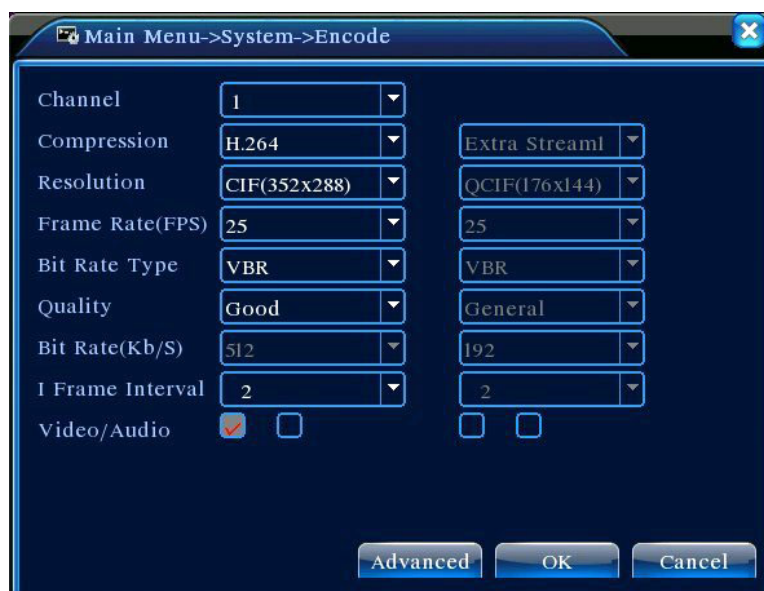 Main Menu->System->Encode
Channel 1
Compression H.264 Extra Stream1
Resolution CIF(352x288) QCIF(176x144)
Frame Rate(FPS) 25 25
Bit Rate Type VBR VBR
Quality Good General
Bit Rate(Kb/S) 512 192
I Frame Interval 2 2
Video/Audio
Advanced OK Cancel